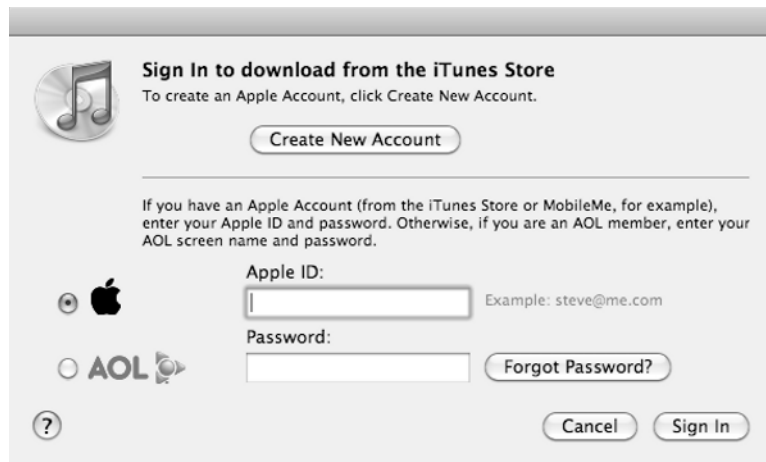 Sign In to download from the iTunes Store
To create an Apple Account, click Create New Account.
Create New Account
If you have an Apple Account (from the iTunes Store or MobileMe, for example),
enter your Apple ID and password. Otherwise, if you are an AOL member, enter your
AOL screen name and password.
Apple ID:
Example: steve@me.com
Password:
AOL
Forgot Password?
?
Cancel
Sign In